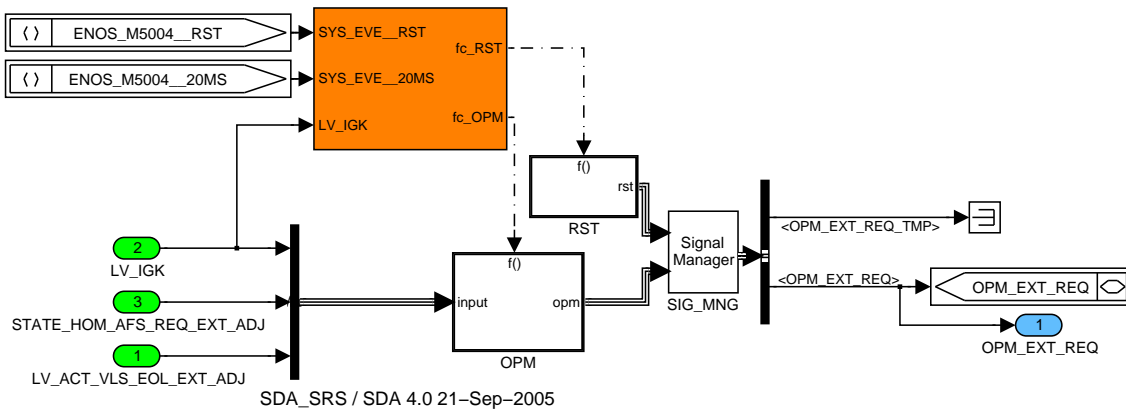 ENOS_M5004__RST
ENOS_M5004__20MS
SYS_EVE__RST
SYS_EVE__20MS
LV_IGK
fc_RST
fc_OPM
f()
rst
RST
2
LV_IGK
3
STATE_HOM_AFS_REQ_EXT_ADJ
1
LV_ACT_VLS_EOL_EXT_ADJ
f()
input
opm
OPM
Signal
Manager
SIG_MNG
<OPM_EXT_REQ_TMP>
<OPM_EXT_REQ>
OPM_EXT_REQ
1
OPM_EXT_REQ
SDA_SRS / SDA 4.0 21−Sep−2005